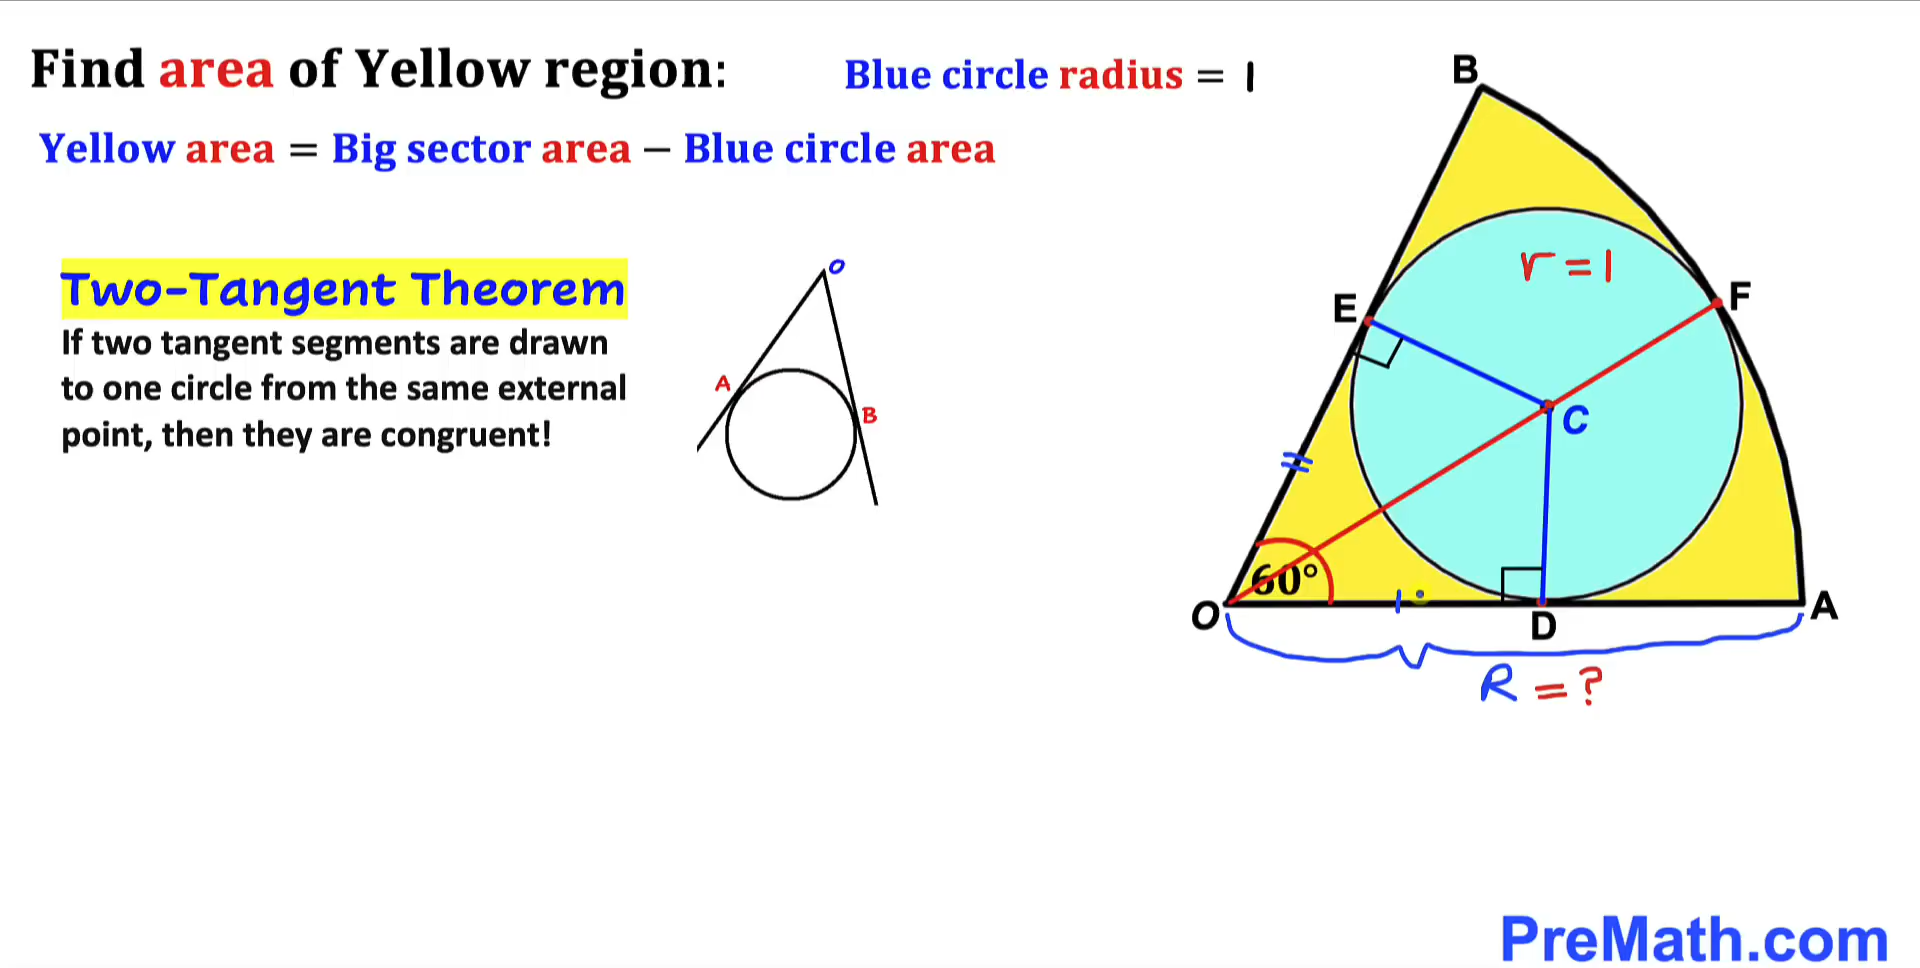 Find area of Yellow region:
Blue circle radius = 1
Yellow area = Big sector area – Blue circle area
Two-Tangent Theorem
If two tangent segments are drawn
to one circle from the same external
point, then they are congruent!
O
A
B
B
r = 1
E
F
C
60°
O
D
A
R = ?
PreMath.com